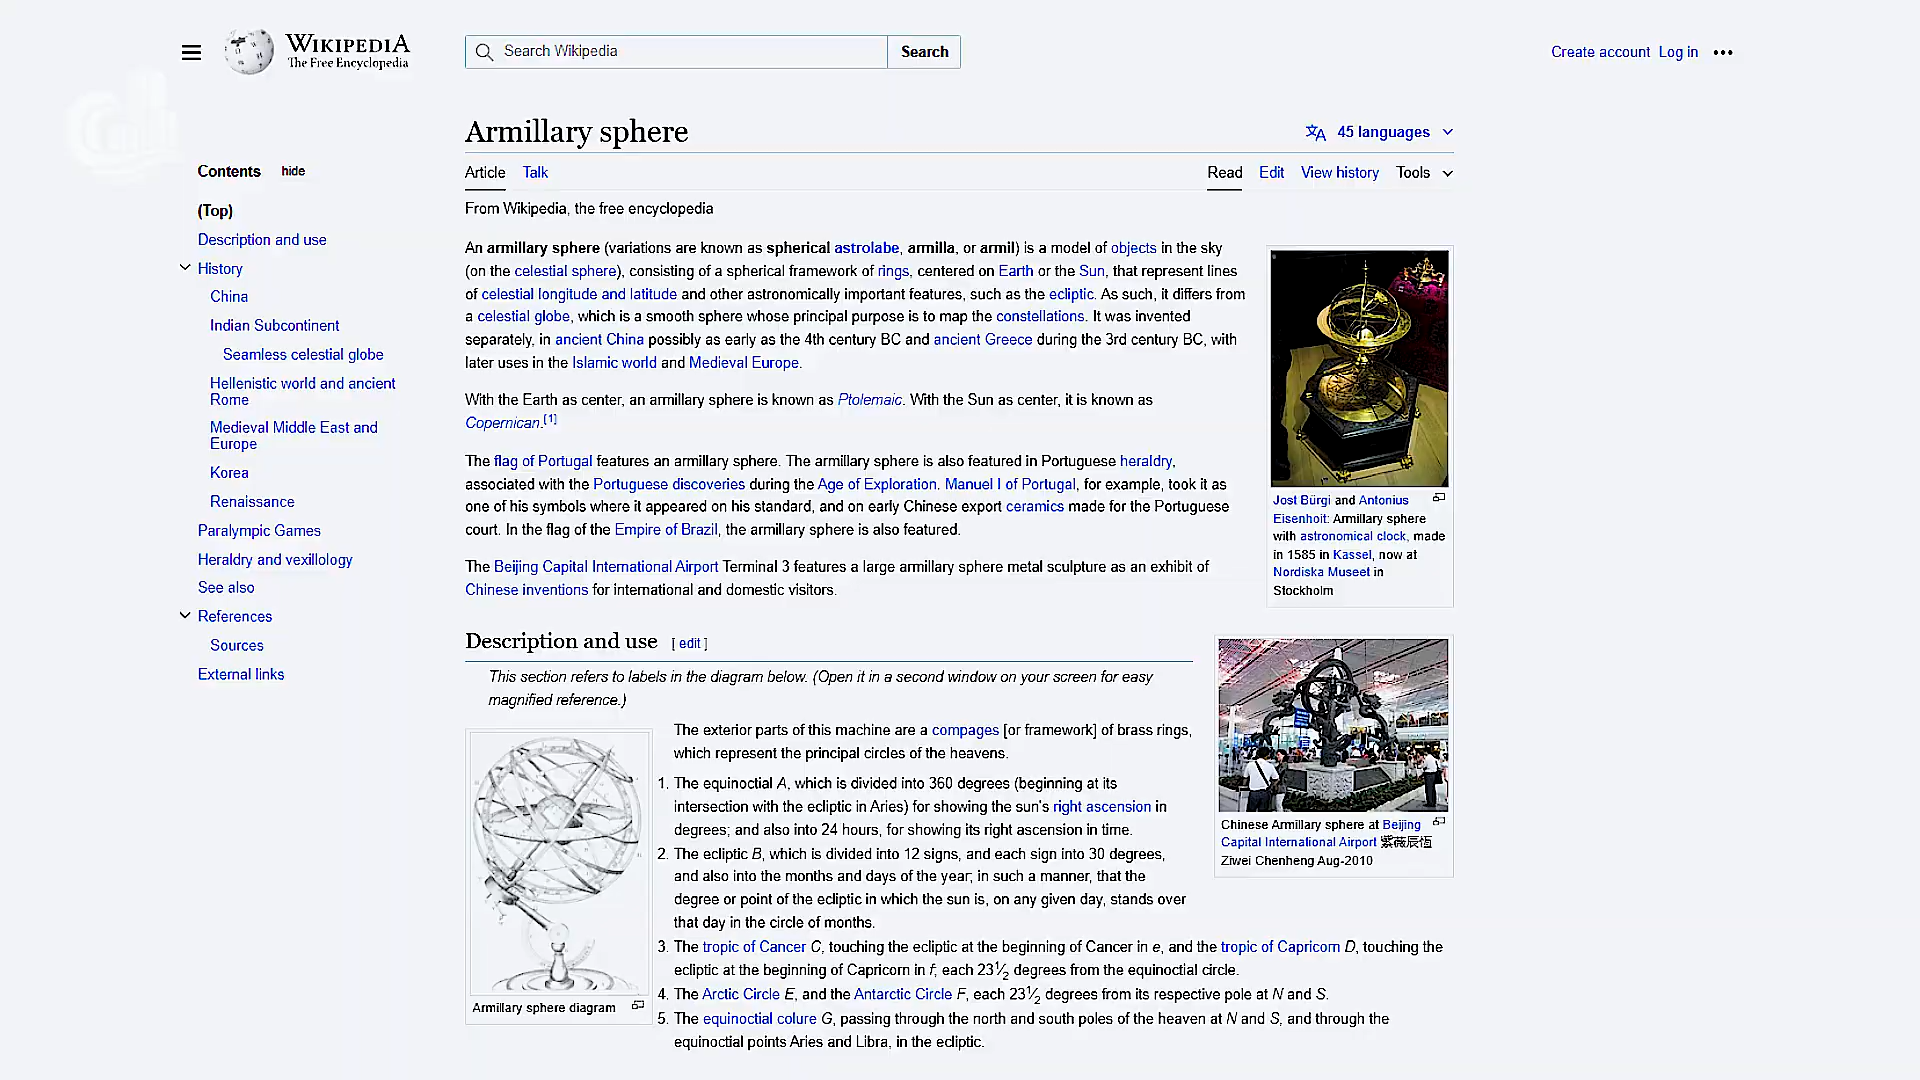 WIKIPEDIA
The Free Encyclopedia
Search Wikipedia
Search
Create account Log in
Armillary sphere
45 languages
Article Talk
Read Edit View history Tools
From Wikipedia, the free encyclopedia
Contents hide
(Top)
Description and use
History
China
Indian Subcontinent
Seamless celestial globe
Hellenistic world and ancient
Rome
Medieval Middle East and
Europe
Korea
Renaissance
Paralympic Games
Heraldry and vexillology
See also
References
Sources
External links
An armillary sphere (variations are known as spherical astrolabe, armilla, or armil) is a model of objects in the sky
(on the celestial sphere), consisting of a spherical framework of rings, centered on Earth or the Sun, that represent lines
of celestial longitude and latitude and other astronomically important features, such as the ecliptic. As such, it differs from
a celestial globe, which is a smooth sphere whose principal purpose is to map the constellations. It was invented
separately, in ancient China possibly as early as the 4th century BC and ancient Greece during the 3rd century BC, with
later uses in the Islamic world and Medieval Europe.
With the Earth as center, an armillary sphere is known as Ptolemaic. With the Sun as center, it is known as
Copernican.[1]
The flag of Portugal features an armillary sphere. The armillary sphere is also featured in Portuguese heraldry,
associated with the Portuguese discoveries during the Age of Exploration. Manuel I of Portugal, for example, took it as
one of his symbols where it appeared on his standard, and on early Chinese export ceramics made for the Portuguese
court. In the flag of the Empire of Brazil, the armillary sphere is also featured.
The Beijing Capital International Airport Terminal 3 features a large armillary sphere metal sculpture as an exhibit of
Chinese inventions for international and domestic visitors.
Jost Bürgi and Antonius
Eisenhoit: Armillary sphere
with astronomical clock, made
in 1585 in Kassel, now at
Nordiska Museet in
Stockholm
Description and use [ edit ]
This section refers to labels in the diagram below. (Open it in a second window on your screen for easy
magnified reference.)
The exterior parts of this machine are a compages [or framework] of brass rings,
which represent the principal circles of the heavens.
1. The equinoctial A, which is divided into 360 degrees (beginning at its
intersection with the ecliptic in Aries) for showing the sun's right ascension in
degrees; and also into 24 hours, for showing its right ascension in time.
2. The ecliptic B, which is divided into 12 signs, and each sign into 30 degrees,
and also into the months and days of the year; in such a manner, that the
degree or point of the ecliptic in which the sun is, on any given day, stands over
that day in the circle of months.
3. The tropic of Cancer C, touching the ecliptic at the beginning of Cancer in e, and the tropic of Capricorn D, touching the
ecliptic at the beginning of Capricorn in f; each 23½ degrees from the equinoctial circle.
4. The Arctic Circle E, and the Antarctic Circle F, each 23½ degrees from its respective pole at N and S.
5. The equinoctial colure G, passing through the north and south poles of the heaven at N and S, and through the
equinoctial points Aries and Libra, in the ecliptic.
Armillary sphere diagram
Chinese Armillary sphere at Beijing
Capital International Airport 紫薇辰恆
Ziwei Chenheng Aug-2010